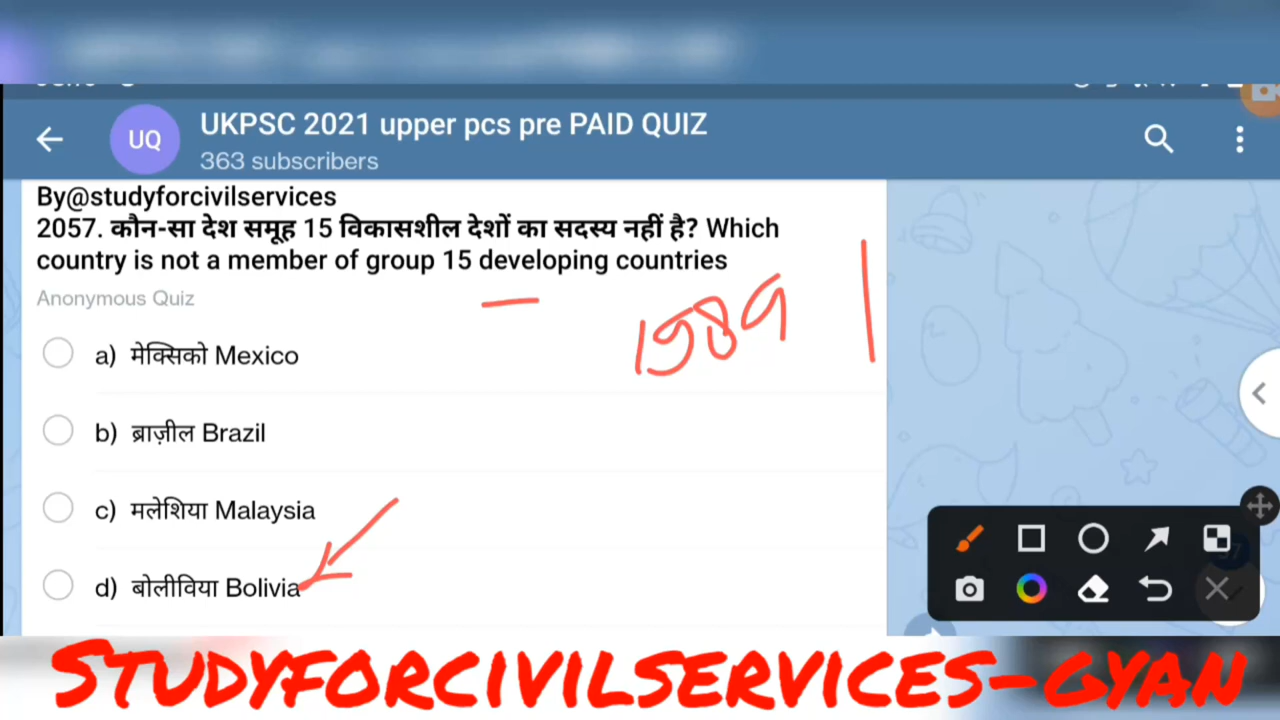 UQ
UKPSC 2021 upper pcs pre PAID QUIZ
363 subscribers
By@studyforcivilservices
2057. कौन-सा देश समूह 15 विकासशील देशों का सदस्य नहीं है? Which
country is not a member of group 15 developing countries
Anonymous Quiz
1989
a) मेक्सिको Mexico
b) ब्राज़ील Brazil
c) मलेशिया Malaysia
d) बोलीविया Bolivia
STUDYFORCIVILSERVICES-GYAN